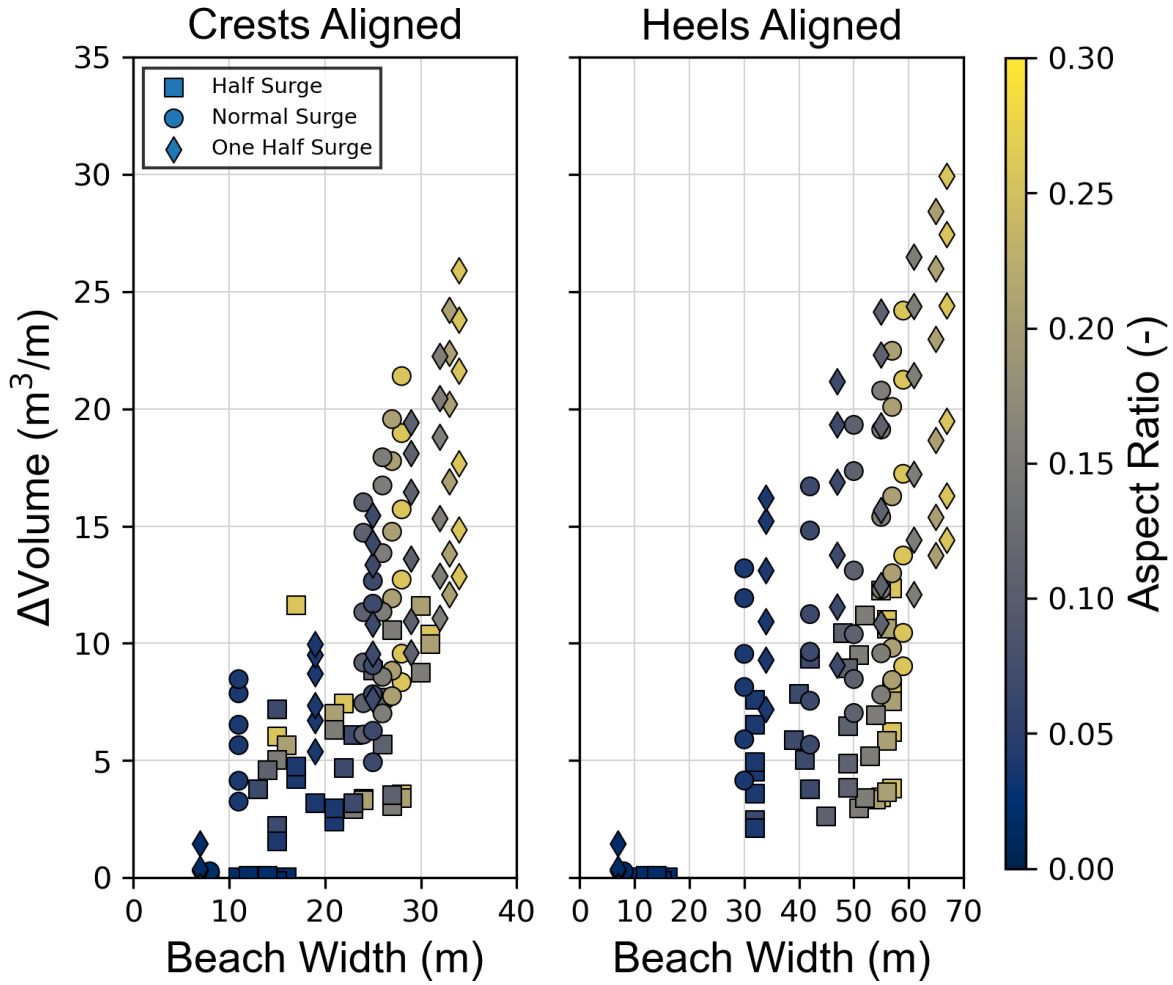 Crests Aligned
Heels Aligned
35
30
25
20
15
10
5
0
ΔVolume (m³/m)
Half Surge
Normal Surge
One Half Surge
0 10 20 30 40
Beach Width (m)
0 10 20 30 40 50 60 70
Beach Width (m)
0.30
0.25
0.20
0.15
0.10
0.05
0.00
Aspect Ratio (-)